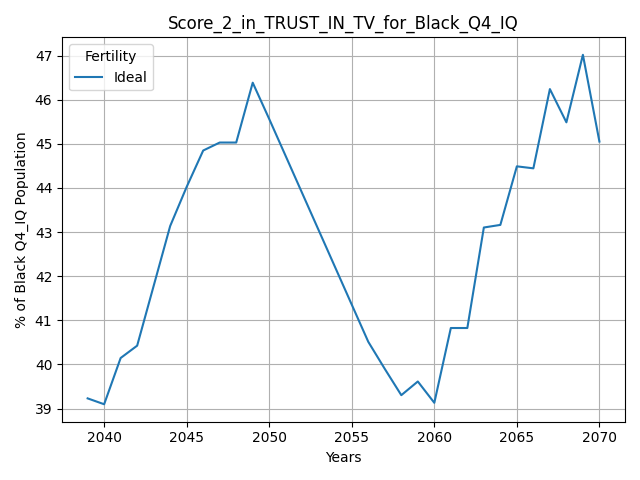 Score_2_in_TRUST_IN_TV_for_Black_Q4_IQ
Fertility
Ideal
% of Black Q4_IQ Population
47
46
45
44
43
42
41
40
39
2040 2045 2050 2055 2060 2065 2070
Years